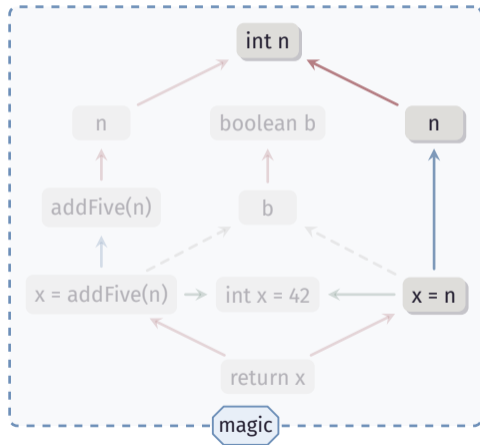 int n
n
boolean b
n
addFive(n)
b
x = addFive(n)
int x = 42
x = n
return x
magic